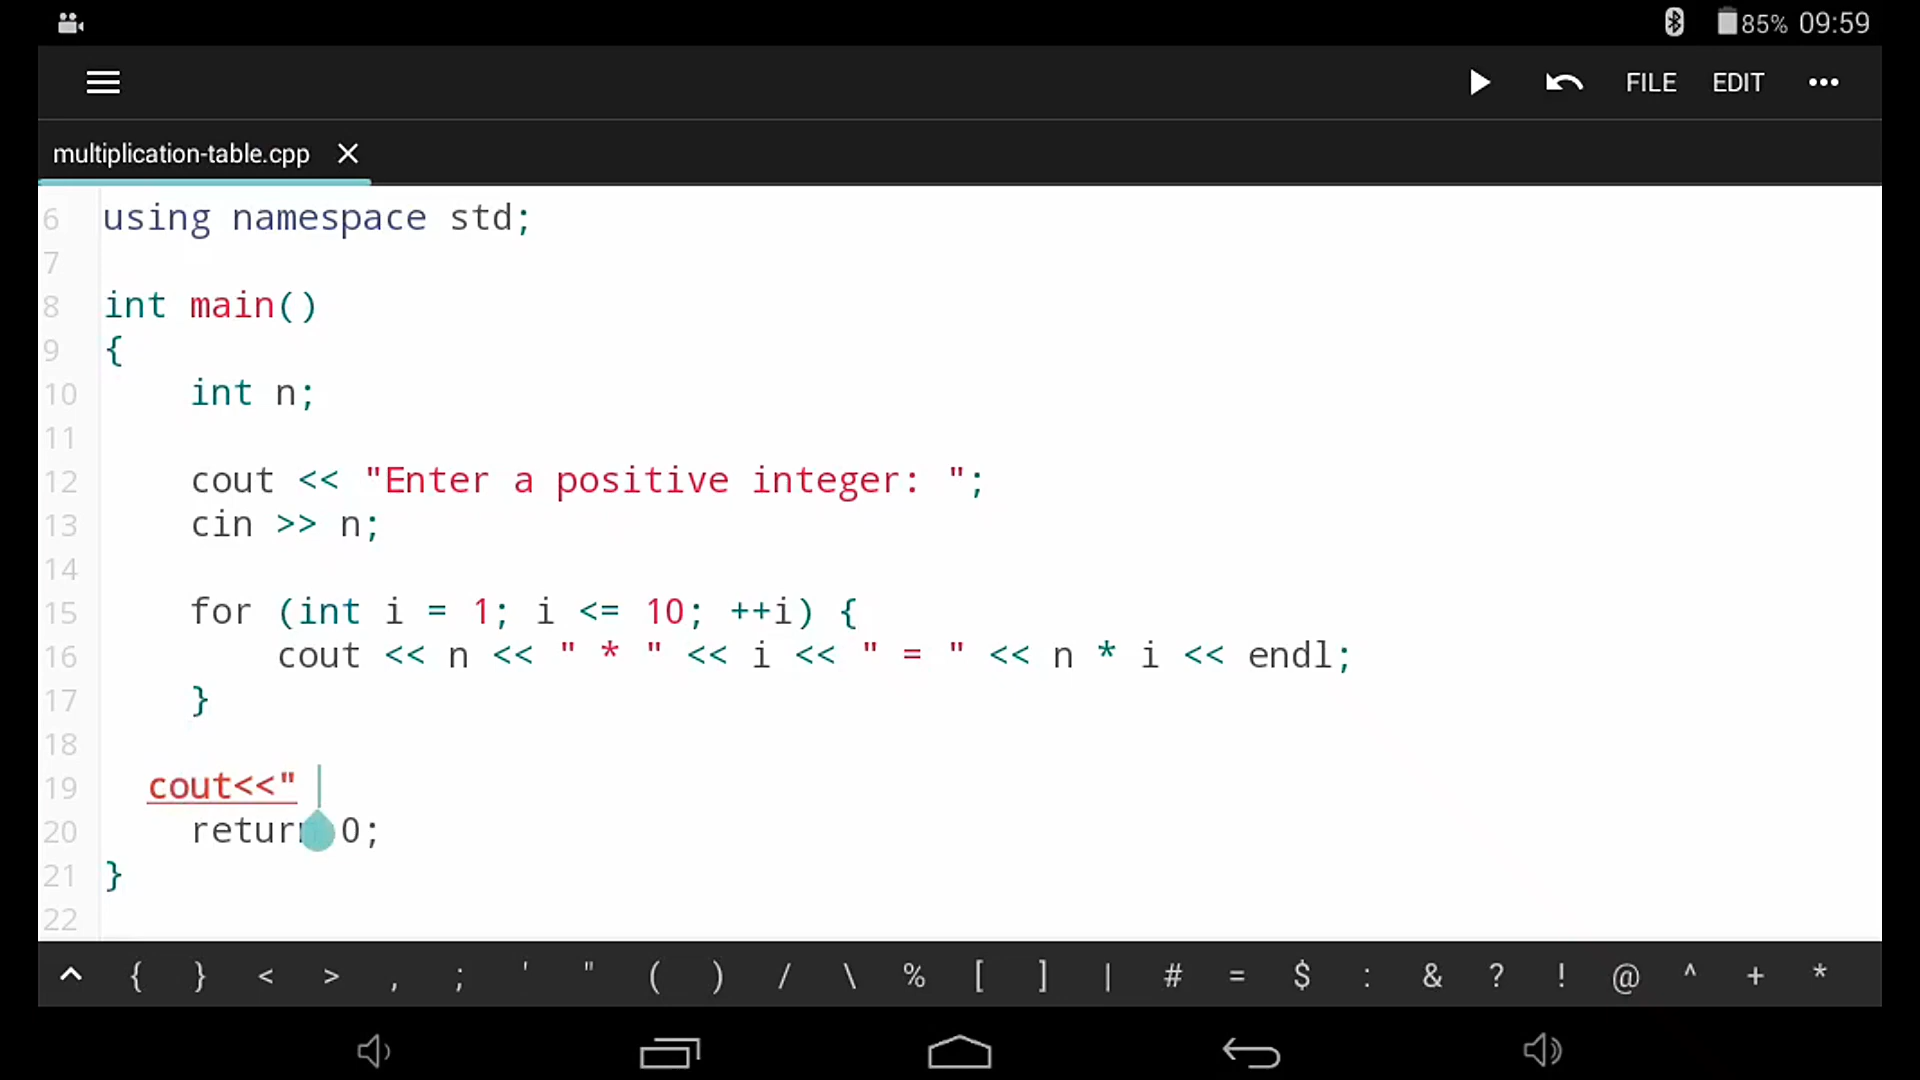 85% 09:59
FILE EDIT
multiplication-table.cpp
6 using namespace std;
7
8 int main()
9 {
10 int n;
11
12 cout << "Enter a positive integer: ";
13 cin >> n;
14
15 for (int i = 1; i <= 10; ++i) {
16 cout << n << " * " << i << " = " << n * i << endl;
17 }
18
19 cout<<"
20 return 0;
21 }
22
{ } < > , ; ' " ( ) / \ % [ ] | # = $ : & ? ! @ ^ + *